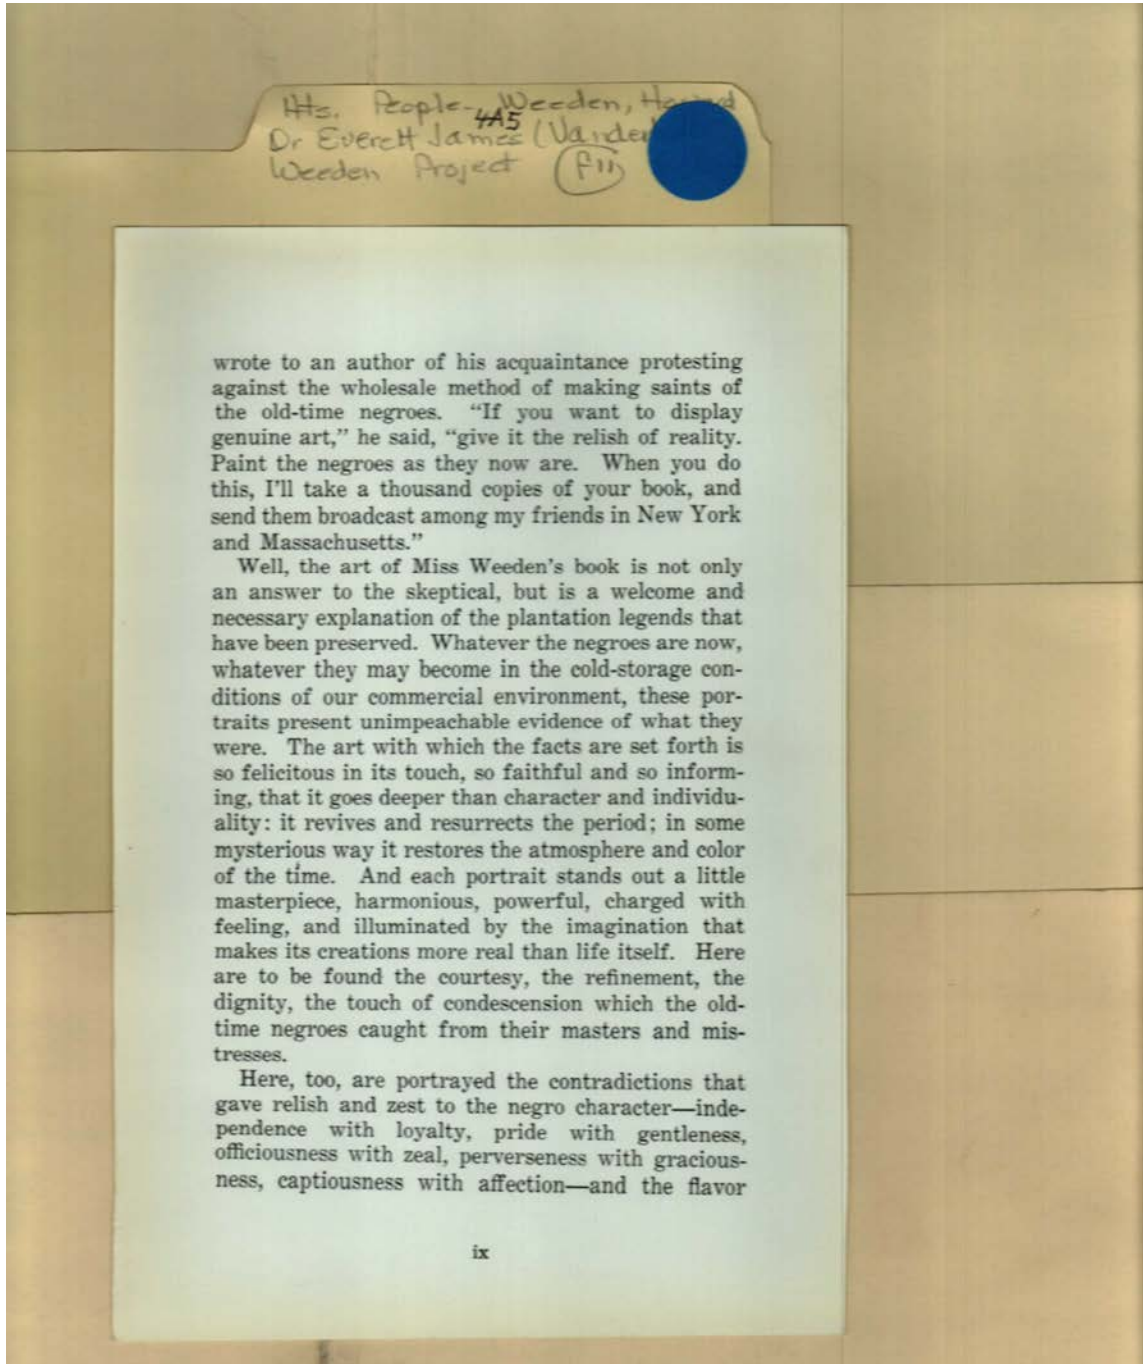 Hts. People - Weeden,
4A5
Dr Everett James
Weeden Project f11
wrote to an author of his acquaintance protesting
against the wholesale method of making saints of
the old-time negroes. “If you want to display
genuine art,” he said, “give it the relish of reality.
Paint the negroes as they now are. When you do
this, I’ll take a thousand copies of your book, and
send them broadcast among my friends in New York
and Massachusetts.”
Well, the art of Miss Weeden’s book is not only
an answer to the skeptical, but is a welcome and
necessary explanation of the plantation legends that
have been preserved. Whatever the negroes are now,
whatever they may become in the cold-storage con-
ditions of our commercial environment, these por-
traits present unimpeachable evidence of what they
were. The art with which the facts are set forth is
so felicitous in its touch, so faithful and so inform-
ing, that it goes deeper than character and individu-
ality: it revives and resurrects the period; in some
mysterious way it restores the atmosphere and color
of the time. And each portrait stands out a little
masterpiece, harmonious, powerful, charged with
feeling, and illuminated by the imagination that
makes its creations more real than life itself. Here
are to be found the courtesy, the refinement, the
dignity, the touch of condescension which the old-
time negroes caught from their masters and mis-
tresses.
Here, too, are portrayed the contradictions that
gave relish and zest to the negro character—inde-
pendence with loyalty, pride with gentleness,
officiousness with zeal, perverseness with gracious-
ness, captiousness with affection—and the flavor
ix